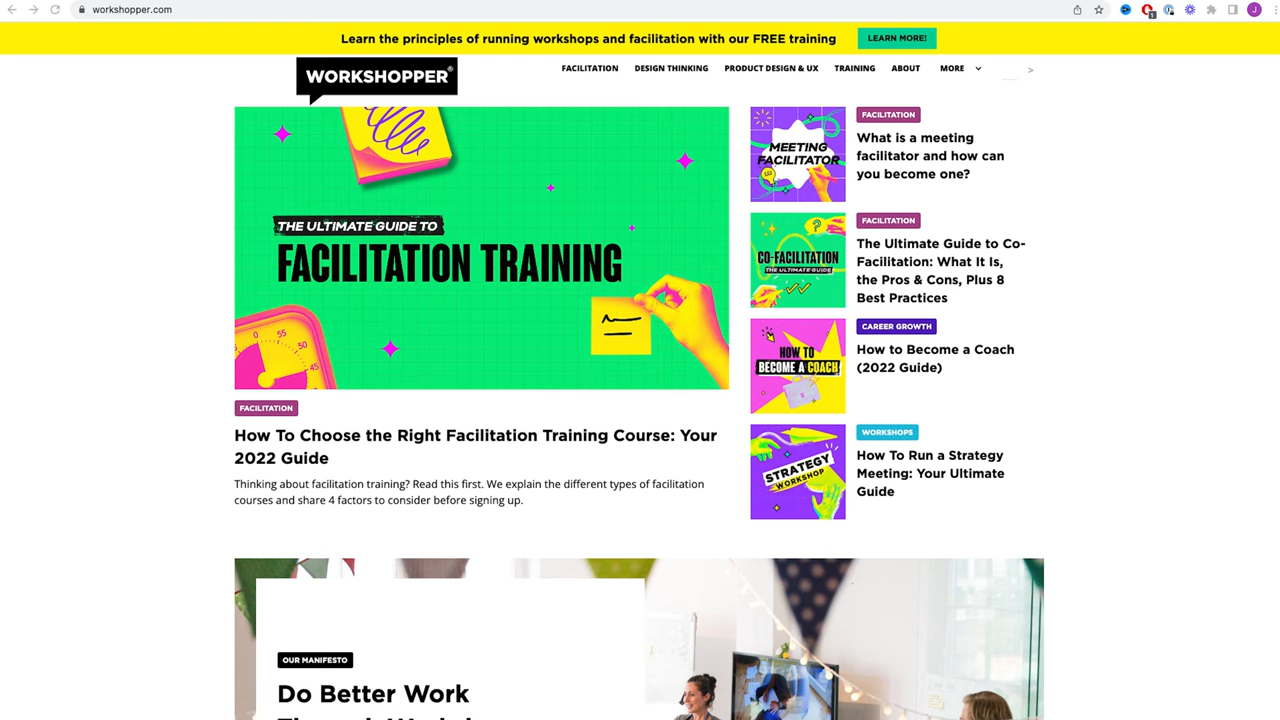 workshopper.com
1
J
Learn the principles of running workshops and facilitation with our FREE training
LEARN MORE!
WORKSHOPPER®
FACILITATION
DESIGN THINKING
PRODUCT DESIGN & UX
TRAINING
ABOUT
MORE
>
THE ULTIMATE GUIDE TO
FACILITATION TRAINING
0
55
50
45
FACILITATION
How To Choose the Right Facilitation Training Course: Your
2022 Guide
Thinking about facilitation training? Read this first. We explain the different types of facilitation
courses and share 4 factors to consider before signing up.
MEETING
FACILITATOR
FACILITATION
What is a meeting
facilitator and how can
you become one?
?
CO-FACILITATION
THE ULTIMATE GUIDE
FACILITATION
The Ultimate Guide to Co-
Facilitation: What It Is,
the Pros & Cons, Plus 8
Best Practices
HOW TO
BECOME A COACH
CAREER GROWTH
How to Become a Coach
(2022 Guide)
STRATEGY
WORKSHOP
WORKSHOPS
How To Run a Strategy
Meeting: Your Ultimate
Guide
OUR MANIFESTO
Do Better Work